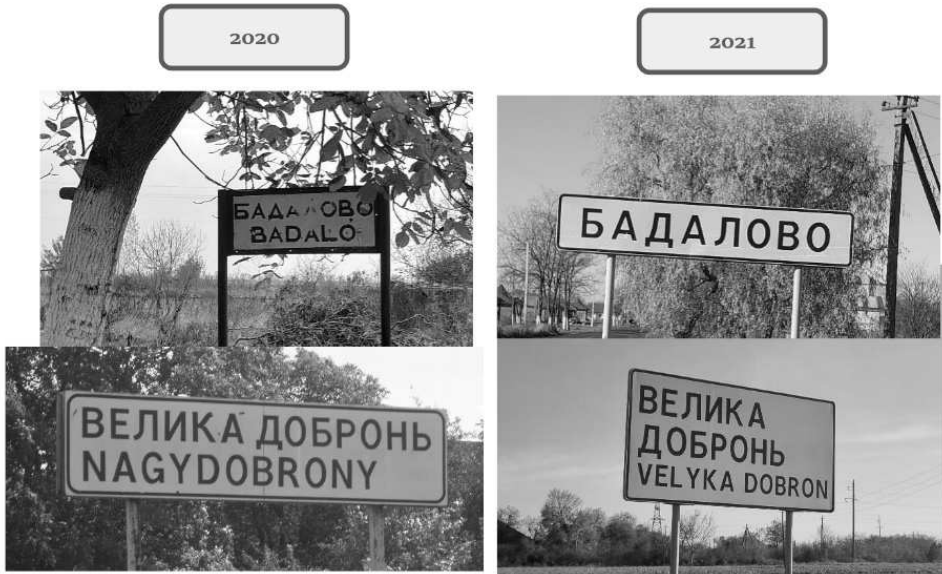 2020
2021
БАДАЛОВО
BADALÓ
БАДАЛОВО
ВЕЛИКА ДОБРОНЬ
NAGYDOBRONY
ВЕЛИКА
ДОБРОНЬ
VELYKA DOBRON